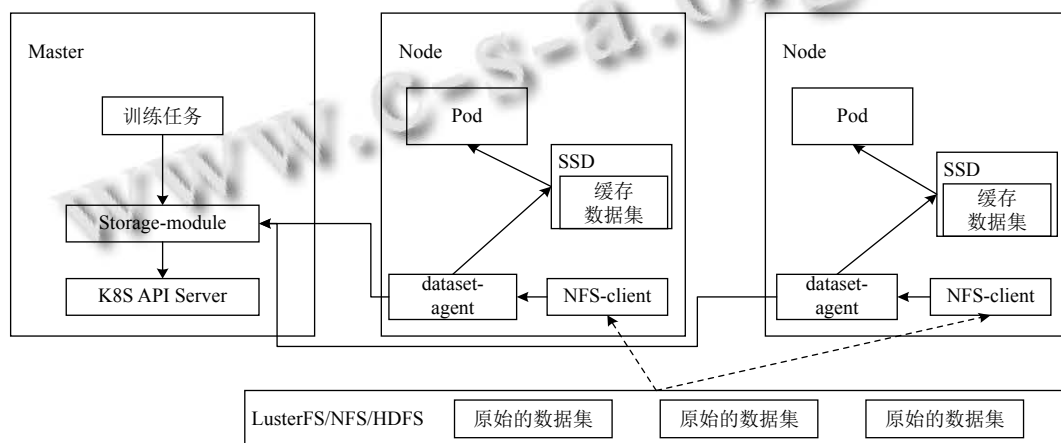 Master
训练任务
Storage-module
K8S API Server
Node
Pod
SSD
缓存
数据集
dataset-
agent
NFS-client
Node
Pod
SSD
缓存
数据集
dataset-
agent
NFS-client
LusterFS/NFS/HDFS
原始的数据集
原始的数据集
原始的数据集
www.c-s-a.org